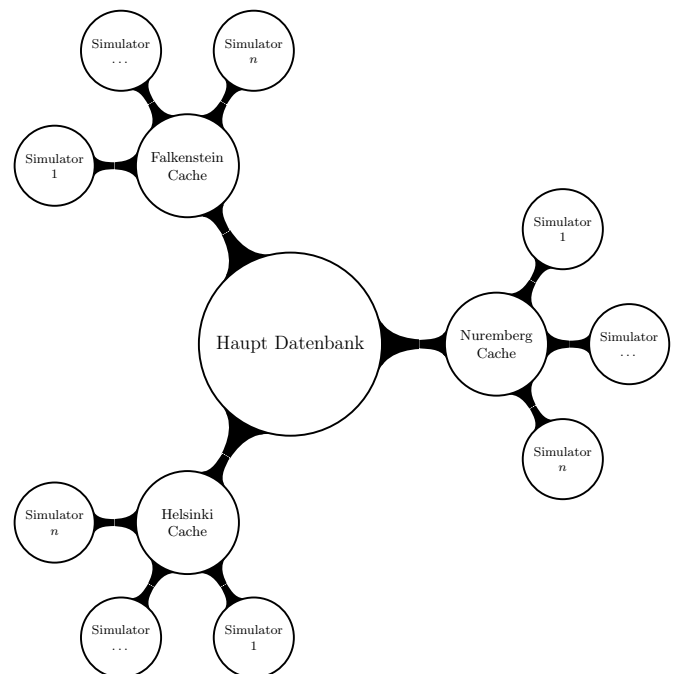 Simulator
...
Simulator
n
Simulator
1
Falkenstein
Cache
Simulator
1
Haupt Datenbank
Nuremberg
Cache
Simulator
...
Simulator
n
Simulator
n
Helsinki
Cache
Simulator
...
Simulator
1